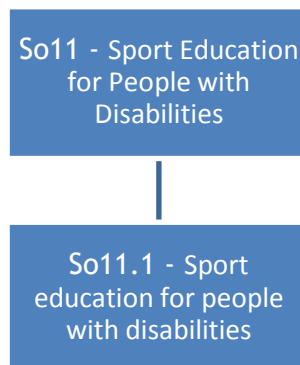 So11 - Sport Education
for People with
Disabilities
So11.1 - Sport
education for people
with disabilities